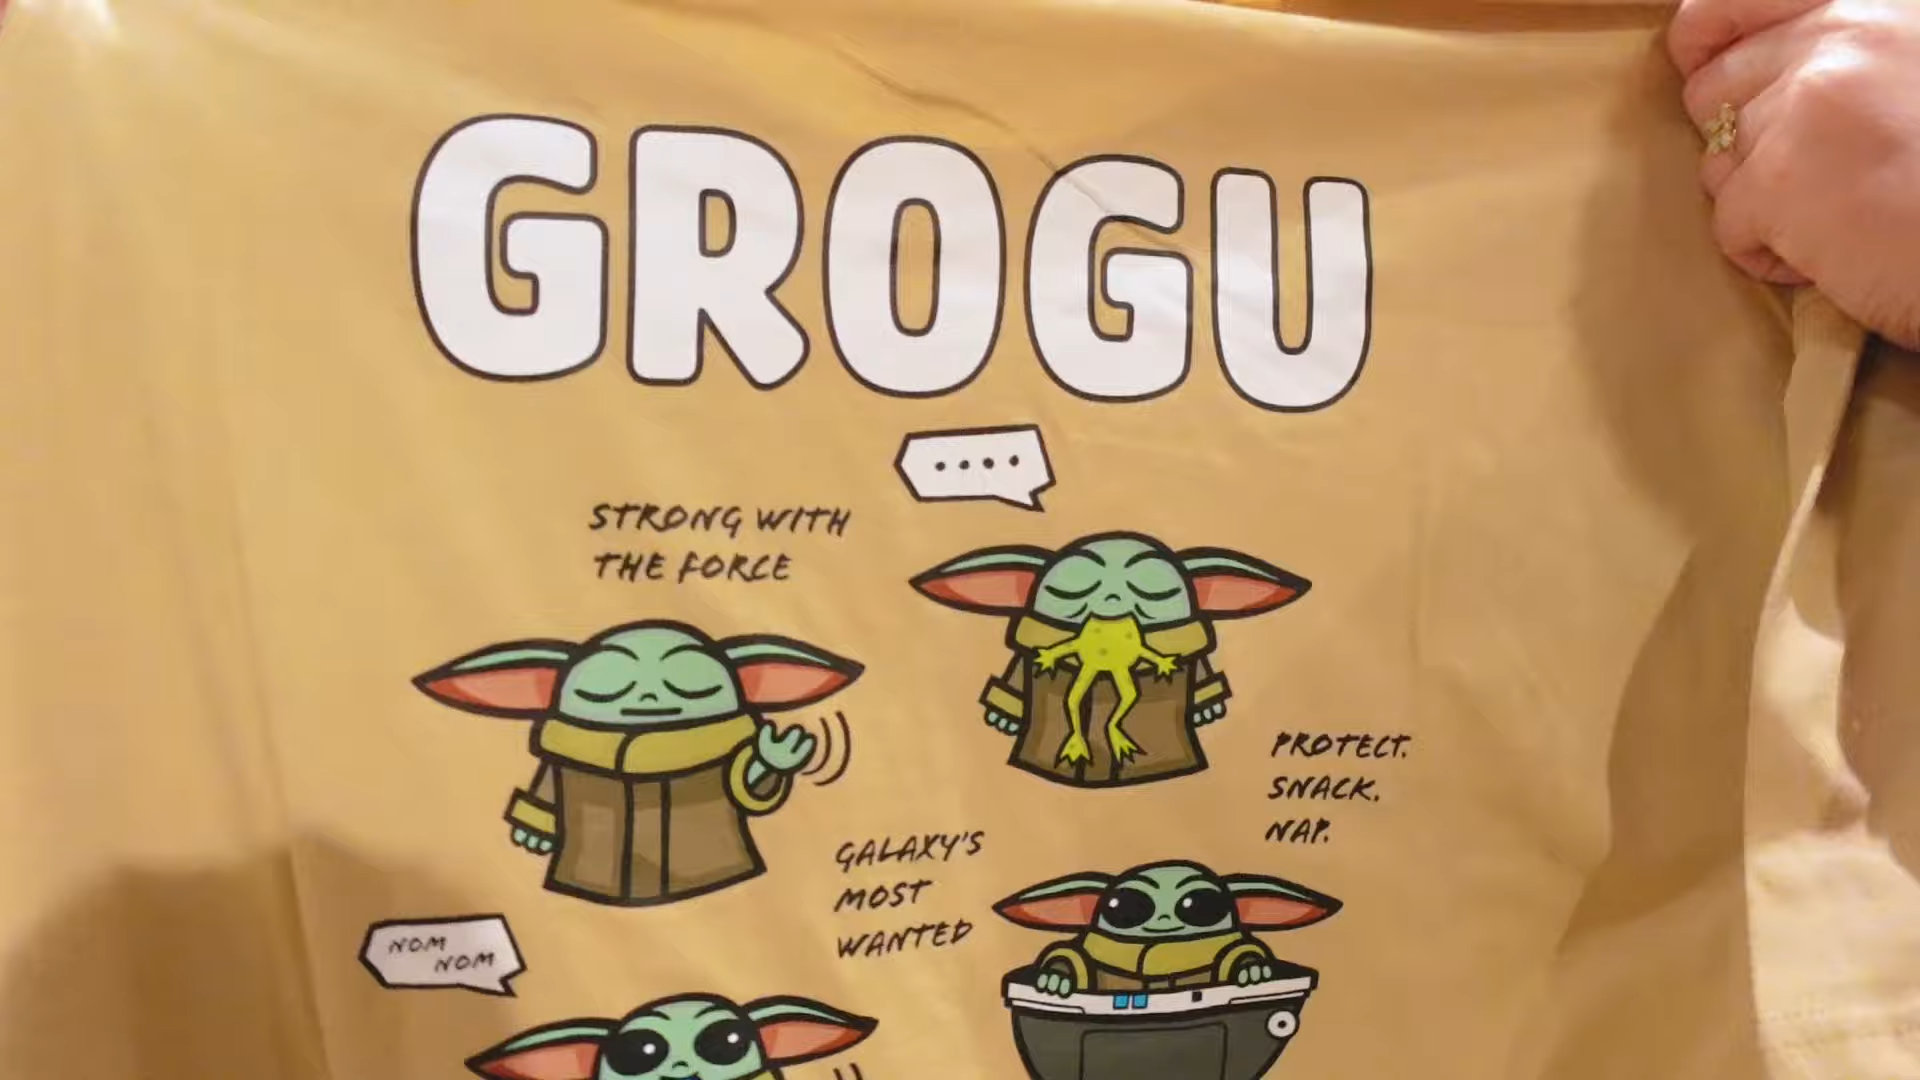 GROGU
....
STRONG WITH
THE FORCE
PROTECT.
SNACK.
NAP.
GALAXY'S
MOST
WANTED
NOM
NOM